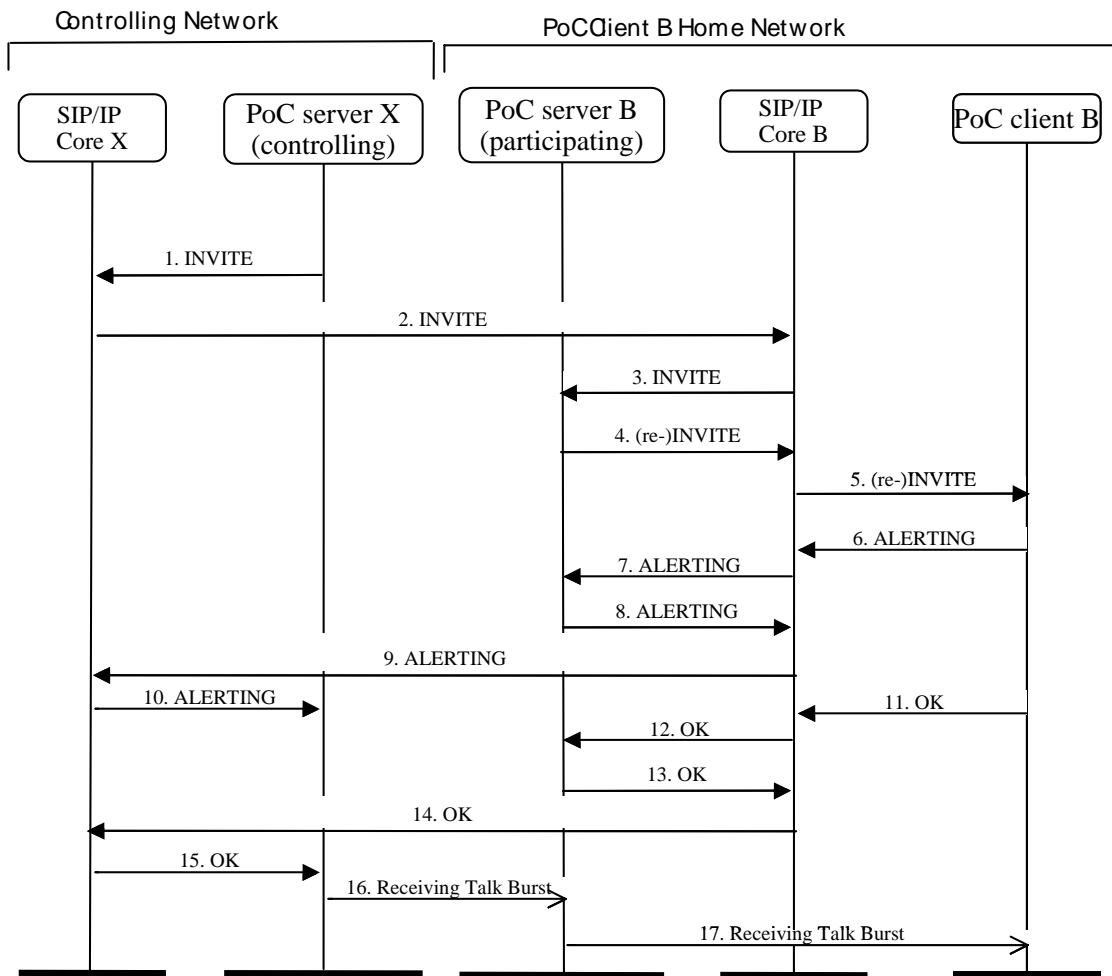 Controlling Network
PoCClient B Home Network
SIP/IP
Core X
PoC server X
(controlling)
PoC server B
(participating)
SIP/IP
Core B
PoC client B
1. INVITE
2. INVITE
3. INVITE
4. (re-)INVITE
5. (re-)INVITE
6. ALERTING
7. ALERTING
8. ALERTING
9. ALERTING
10. ALERTING
11. OK
12. OK
13. OK
14. OK
15. OK
16. Receiving Talk Burst
17. Receiving Talk Burst